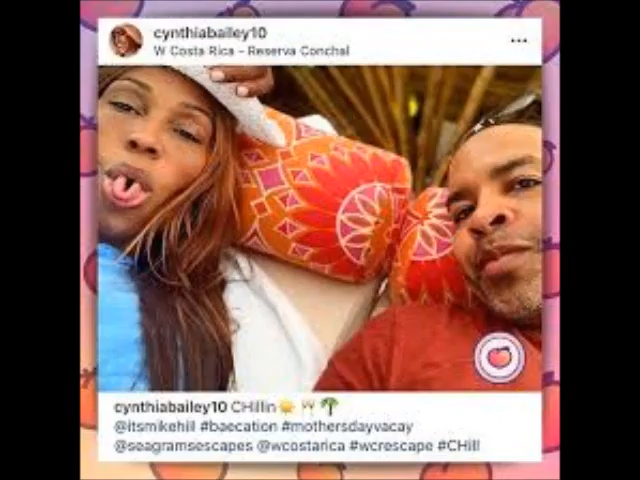 cynthiabailey10
W Costa Rica - Reserva Conchal
cynthiabailey10 CHillin☀️🥂🌴
@itsmikehill #baecation #mothersdayvacay
@seagramsescapes @wcostarica #wcrescape #CHill